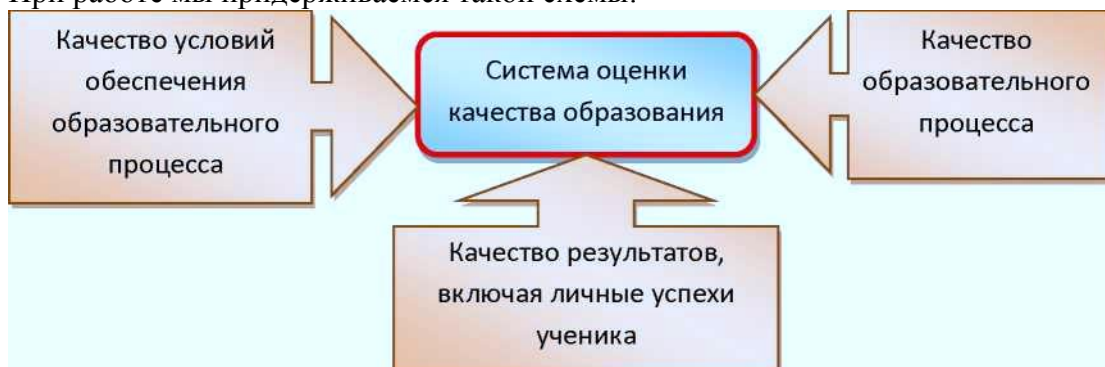 При работе мы придерживаемся такой схемы:
Качество условий
обеспечения
образовательного
процесса
Система оценки
качества образования
Качество
образовательного
процесса
Качество результатов,
включая личные успехи
ученика